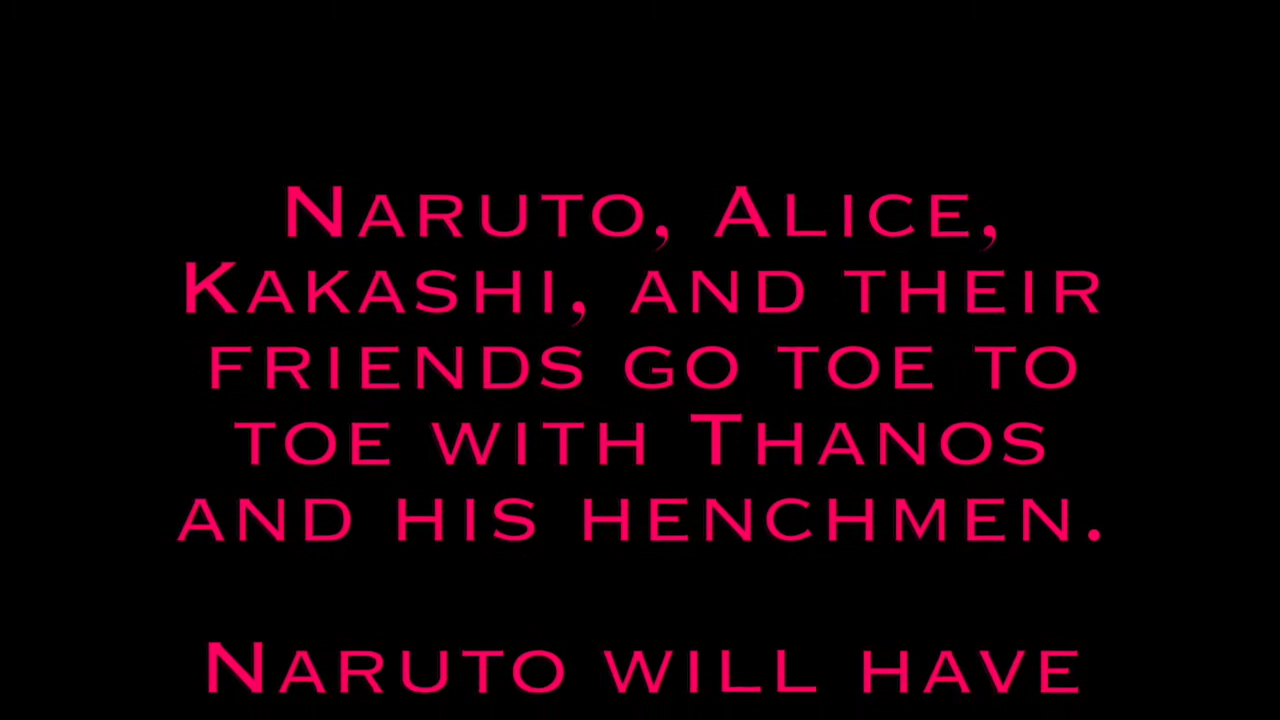 Naruto, Alice,
Kakashi, and their
friends go toe to
toe with Thanos
and his henchmen.
Naruto will have